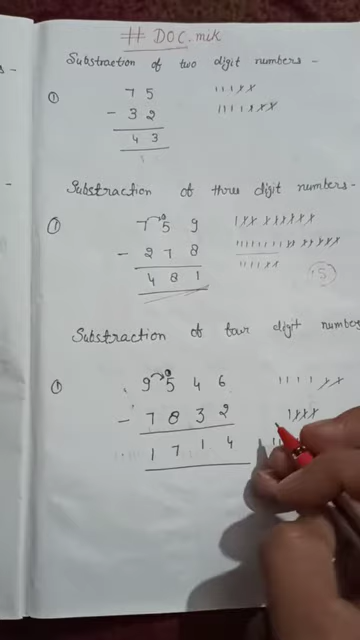 # DOC.mik
Substraction of two digit numbers -
① 7 5
- 3 2
4 3
Substraction of three digit numbers -
① 7 5 9
- 2 7 8
4 8 1
5
Substraction of four digit numbers
① 9 5 4 6
- 7 8 3 2
1 7 1 4